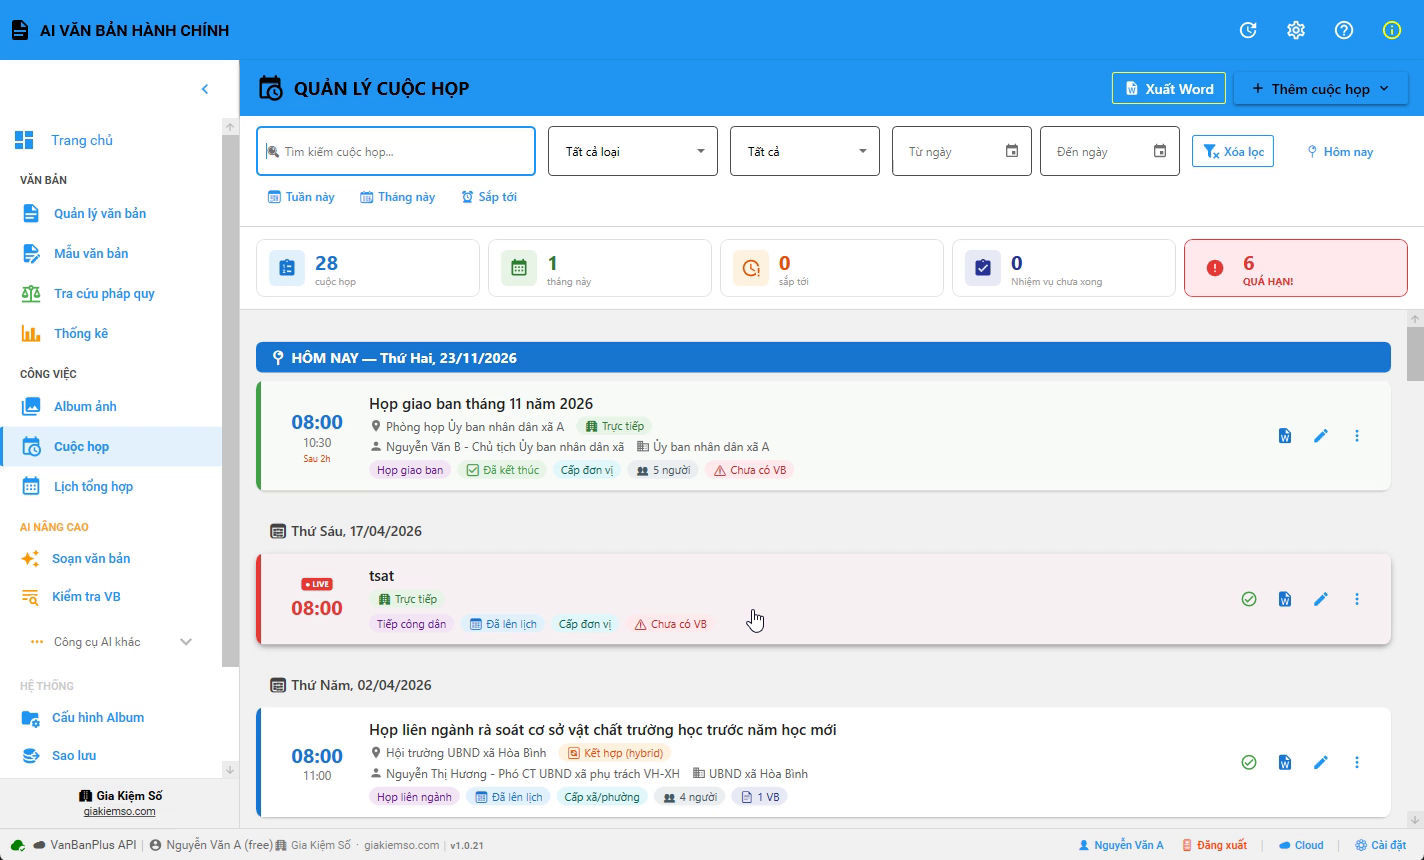 AI VĂN BẢN HÀNH CHÍNH
Trang chủ
VĂN BẢN
Quản lý văn bản
Mẫu văn bản
Tra cứu pháp quy
Thống kê
CÔNG VIỆC
Album ảnh
Cuộc họp
Lịch tổng hợp
AI NÂNG CAO
Soạn văn bản
Kiểm tra VB
Công cụ AI khác
HỆ THỐNG
Cấu hình Album
Sao lưu
Gia Kiệm Số
giakiemso.com
QUẢN LÝ CUỘC HỌP
Xuất Word
Thêm cuộc họp
Tìm kiếm cuộc họp...
Tất cả loại
Tất cả
Từ ngày
Đến ngày
Xóa lọc
Hôm nay
Tuần này
Tháng này
Sắp tới
28
cuộc họp
1
tháng này
0
sắp tới
0
Nhiệm vụ chưa xong
6
QUÁ HẠN!
HÔM NAY — Thứ Hai, 23/11/2026
08:00
10:30
Sau 2h
Họp giao ban tháng 11 năm 2026
Phòng họp Ủy ban nhân dân xã A Trực tiếp
Nguyễn Văn B - Chủ tịch Ủy ban nhân dân xã Ủy ban nhân dân xã A
Họp giao ban Đã kết thúc Cấp đơn vị 5 người Chưa có VB
Thứ Sáu, 17/04/2026
LIVE
08:00
tsat
Trực tiếp
Tiếp công dân Đã lên lịch Cấp đơn vị Chưa có VB
Thứ Năm, 02/04/2026
08:00
11:00
Họp liên ngành rà soát cơ sở vật chất trường học trước năm học mới
Hội trường UBND xã Hòa Bình Kết hợp (hybrid)
Nguyễn Thị Hương - Phó CT UBND xã phụ trách VH-XH UBND xã Hòa Bình
Họp liên ngành Đã lên lịch Cấp xã/phường 4 người 1 VB
VanBanPlus API | Nguyễn Văn A (free) Gia Kiệm Số · giakiemso.com | v1.0.21
Nguyễn Văn A Đăng xuất | Cloud | Cài đặt